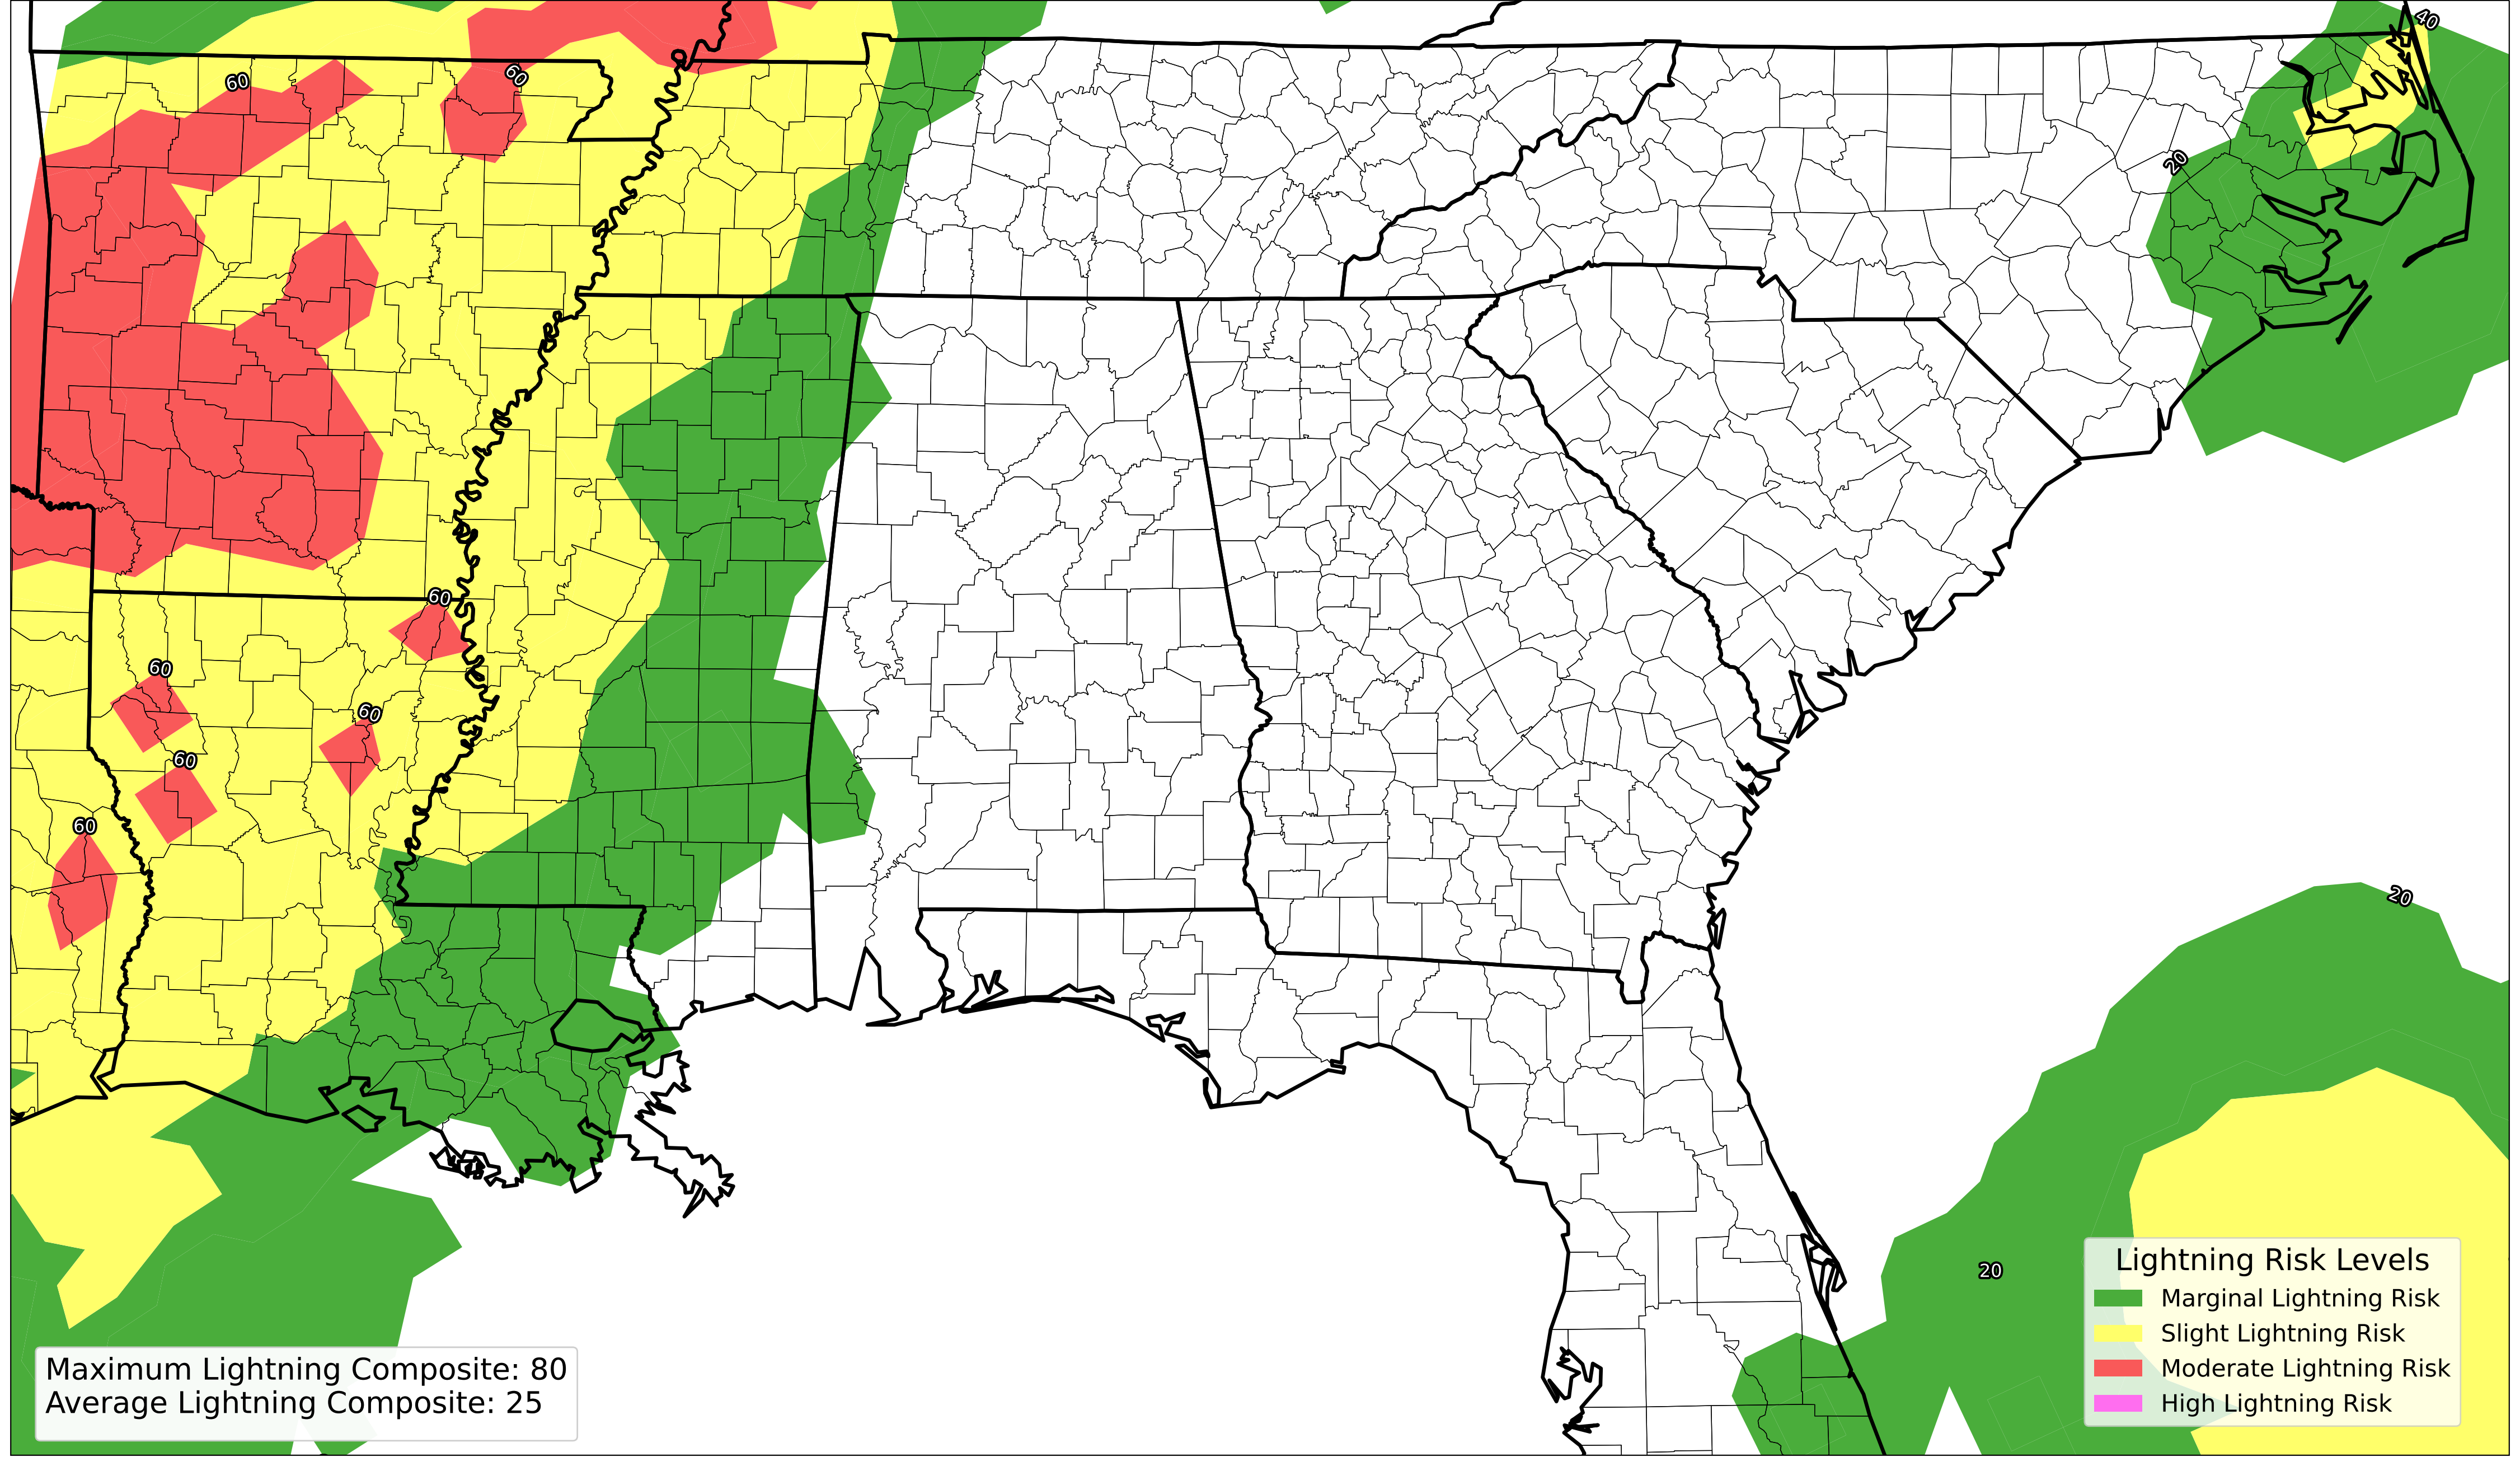 40
60
60
20
60
60
60
60
60
20
20
Lightning Risk Levels
Marginal Lightning Risk
Slight Lightning Risk
Moderate Lightning Risk
High Lightning Risk
Maximum Lightning Composite: 80
Average Lightning Composite: 25